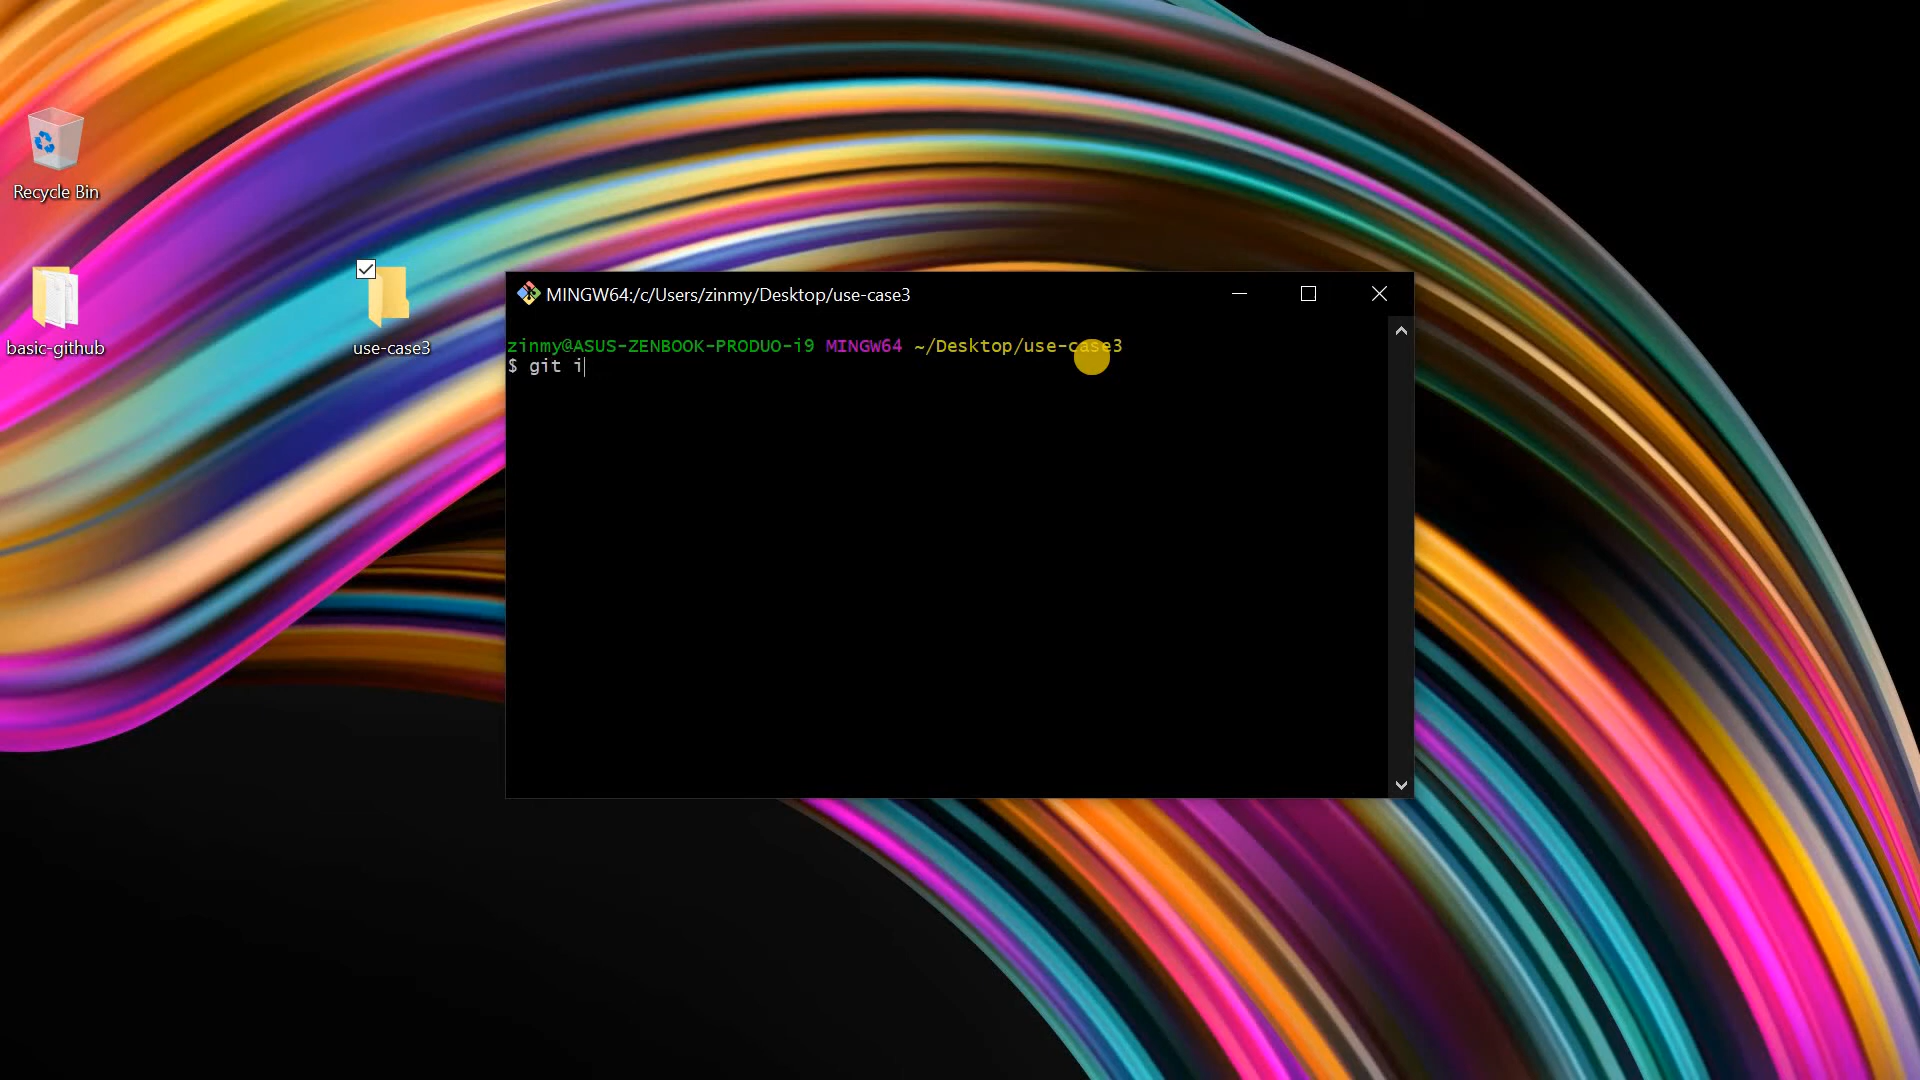 Recycle Bin
basic-github
use-case3
MINGW64:/c/Users/zinmy/Desktop/use-case3
zinmy@ASUS-ZENBOOK-PRODUO-i9 MINGW64 ~/Desktop/use-case3
$ git i